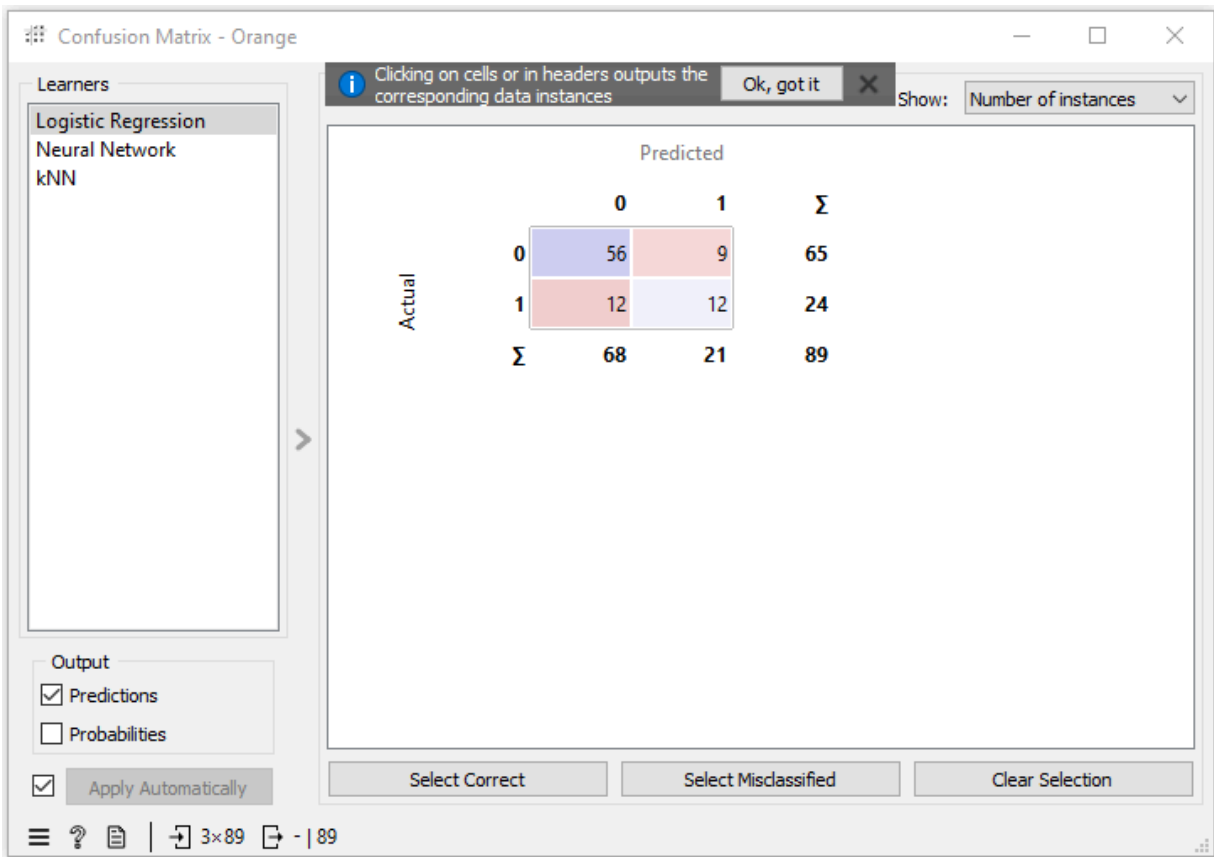 Confusion Matrix - Orange
Learners
Logistic Regression
Neural Network
kNN
Clicking on cells or in headers outputs the
corresponding data instances
Ok, got it
Show: Number of instances
Predicted
0 1 Σ
Actual
0 56 9 65
1 12 12 24
Σ 68 21 89
Output
Predictions
Probabilities
Apply Automatically
Select Correct Select Misclassified Clear Selection
3×89 - | 89